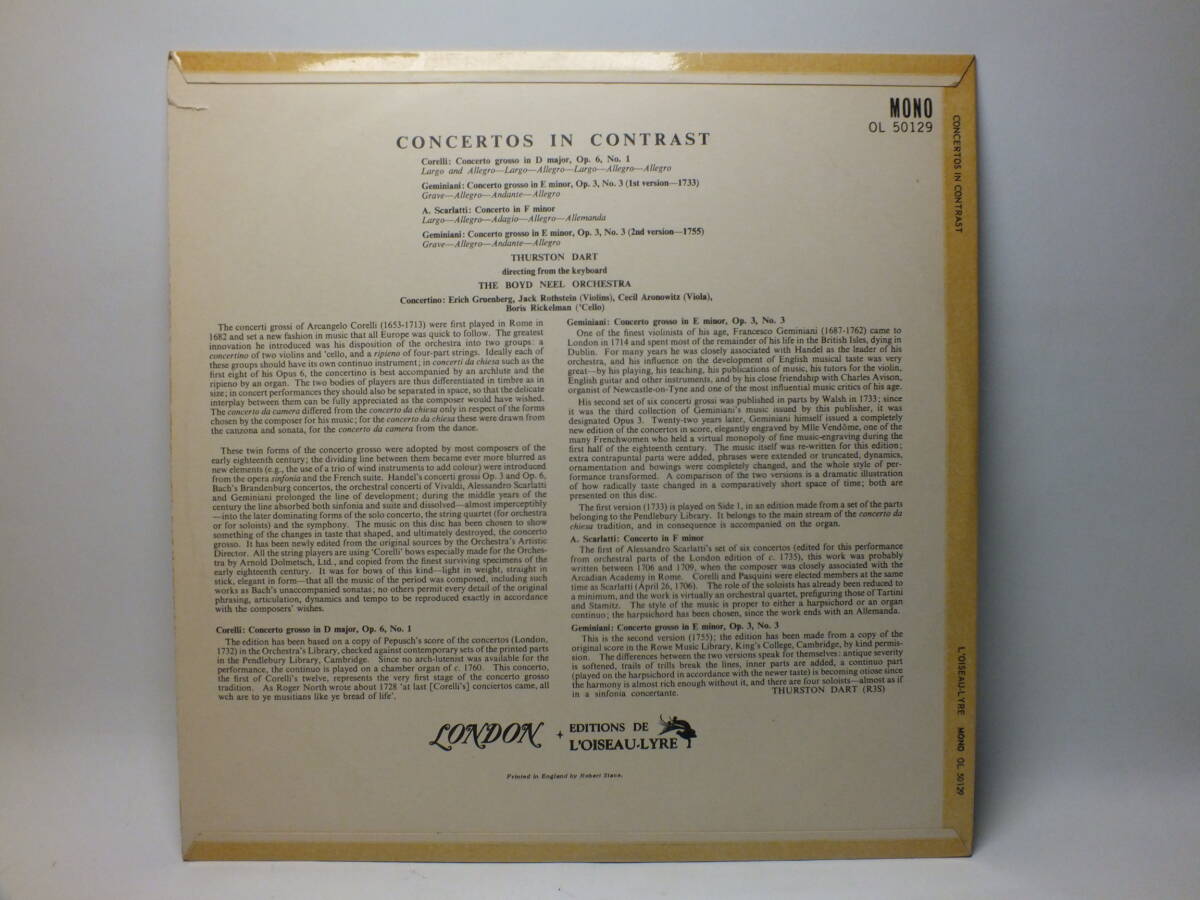 MONO
OL 50129
CONCERTOS IN CONTRAST
Corelli: Concerto grosso in D major, Op. 6, No. 1
Largo and Allegro—Largo—Allegro—Largo—Allegro—Allegro
Geminiani: Concerto grosso in E minor, Op. 3, No. 3 (1st version—1733)
Grave—Allegro—Andante—Allegro
A. Scarlatti: Concerto in F minor
Largo—Allegro—Adagio—Allegro—Allemanda
Geminiani: Concerto grosso in E minor, Op. 3, No. 3 (2nd version—1755)
Grave—Allegro—Andante—Allegro
THURSTON DART
directing from the keyboard
THE BOYD NEEL ORCHESTRA
Concertino: Erich Gruenberg, Jack Rothstein (Violins), Cecil Aronowitz (Viola),
Boris Rickelman ('Cello)
The concerti grossi of Arcangelo Corelli (1653-1713) were first played in Rome in
1682 and set a new fashion in music that all Europe was quick to follow. The greatest
innovation he introduced was his disposition of the orchestra into two groups: a
concertino of two violins and 'cello, and a ripieno of four-part strings. Ideally each of
these groups should have its own continuo instrument; in concerti da chiesa such as the
first eight of his Opus 6, the concertino is best accompanied by an archlute and the
ripieno by an organ. The two bodies of players are thus differentiated in timbre as in
size; in concert performances they should also be separated in space, so that the delicate
interplay between them can be fully appreciated as the composer would have wished.
The concerto da camera differed from the concerto da chiesa only in respect of the forms
chosen by the composer for his music; for the concerto da chiesa these were drawn from
the canzona and sonata, for the concerto da camera from the dance.
These twin forms of the concerto grosso were adopted by most composers of the
early eighteenth century; the dividing line between them became ever more blurred as
new elements (e.g., the use of a trio of wind instruments to add colour) were introduced
from the opera sinfonia and the French suite. Handel's concerti grossi Op. 3 and Op. 6,
Bach's Brandenburg concertos, the orchestral concerti of Vivaldi, Alessandro Scarlatti
and Geminiani prolonged the line of development; during the middle years of the
century the line absorbed both sinfonia and suite and dissolved—almost imperceptibly
—into the later dominating forms of the solo concerto, the string quartet (for orchestra
or for soloists) and the symphony. The music on this disc has been chosen to show
something of the changes in taste that shaped, and ultimately destroyed, the concerto
grosso. It has been newly edited from the original sources by the Orchestra's Artistic
Director. All the string players are using 'Corelli' bows especially made for the Orches-
tra by Arnold Dolmetsch, Ltd., and copied from the finest surviving specimens of the
early eighteenth century. It was for bows of this kind—light in weight, straight in
stick, elegant in form—that all the music of the period was composed, including such
works as Bach's unaccompanied sonatas; no others permit every detail of the original
phrasing, articulation, dynamics and tempo to be reproduced exactly in accordance
with the composers' wishes.
Corelli: Concerto grosso in D major, Op. 6, No. 1
The edition has been based on a copy of Pepusch's score of the concertos (London,
1732) in the Orchestra's Library, checked against contemporary sets of the printed parts
in the Pendlebury Library, Cambridge. Since no arch-lutenist was available for the
performance, the continuo is played on a chamber organ of c. 1760. This concerto,
the first of Corelli's twelve, represents the very first stage of the concerto grosso
tradition. As Roger North wrote about 1728 'at last [Corelli's] conciertos came, all
wch are to ye musitians like ye bread of life'.
Geminiani: Concerto grosso in E minor, Op. 3, No. 3
One of the finest violinists of his age, Francesco Geminiani (1687-1762) came to
London in 1714 and spent most of the remainder of his life in the British Isles, dying in
Dublin. For many years he was closely associated with Handel as the leader of his
orchestra, and his influence on the development of English musical taste was very
great—by his playing, his teaching, his publications of music, his tutors for the violin,
English guitar and other instruments, and by his close friendship with Charles Avison,
organist of Newcastle-on-Tyne and one of the most influential music critics of his age.
His second set of six concerti grossi was published in parts by Walsh in 1733; since
it was the third collection of Geminiani's music issued by this publisher, it was
designated Opus 3. Twenty-two years later, Geminiani himself issued a completely
new edition of the concertos in score, elegantly engraved by Mlle Vendôme, one of the
many Frenchwomen who held a virtual monopoly of fine music-engraving during the
first half of the eighteenth century. The music itself was re-written for this edition;
extra contrapuntal parts were added, phrases were extended or truncated, dynamics,
ornamentation and bowings were completely changed, and the whole style of per-
formance transformed. A comparison of the two versions is a dramatic illustration
of how radically taste changed in a comparatively short space of time; both are
presented on this disc.
The first version (1733) is played on Side 1, in an edition made from a set of the parts
belonging to the Pendlebury Library. It belongs to the main stream of the concerto da
chiesa tradition, and in consequence is accompanied on the organ.
A. Scarlatti: Concerto in F minor
The first of Alessandro Scarlatti's set of six concertos (edited for this performance
from orchestral parts of the London edition of c. 1735), this work was probably
written between 1706 and 1709, when the composer was closely associated with the
Arcadian Academy in Rome. Corelli and Pasquini were elected members at the same
time as Scarlatti (April 26, 1706). The role of the soloists has already been reduced to
a minimum, and the work is virtually an orchestral quartet, prefiguring those of Tartini
and Stamitz. The style of the music is proper to either a harpsichord or an organ
continuo; the harpsichord has been chosen, since the work ends with an Allemanda.
Geminiani: Concerto grosso in E minor, Op. 3, No. 3
This is the second version (1755); the edition has been made from a copy of the
original score in the Rowe Music Library, King's College, Cambridge, by kind permis-
sion. The differences between the two versions speak for themselves: antique severity
is softened, trails of trills break the lines, inner parts are added, a continuo part
(played on the harpsichord in accordance with the newer taste) is becoming otiose since
the harmony is almost rich enough without it, and there are four soloists—almost as if
in a sinfonia concertante. THURSTON DART (R3S)
LONDON + EDITIONS DE
L'OISEAU-LYRE
Printed in England by Robert Stace.
CONCERTOS IN CONTRAST
L'OISEAU-LYRE MONO OL 50129